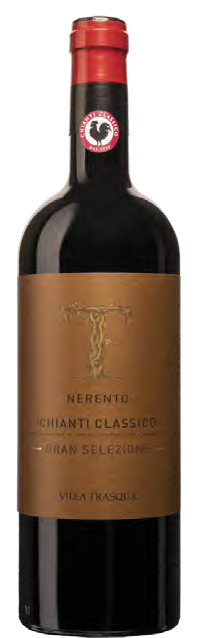 CHIANTI CLASSICO
T
NERENTO
CHIANTI CLASSICO
GRAN SELEZIONE
VILLA TRASQUA